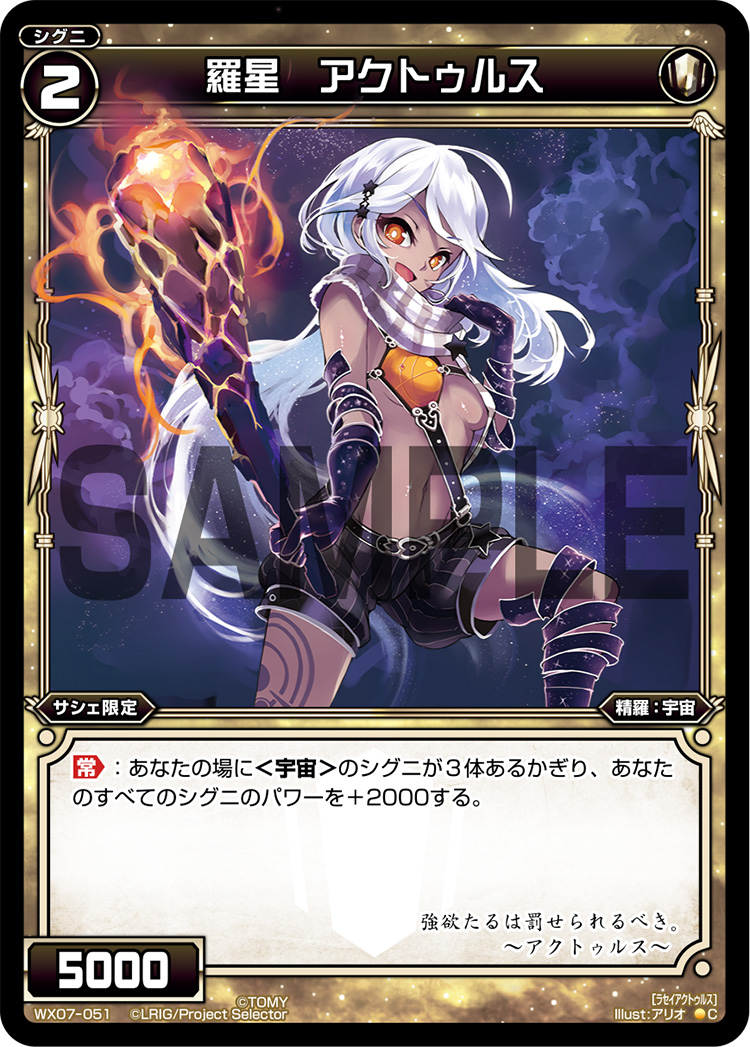 シグニ
2
羅星　アクトゥルス
SAMPLE
サシェ限定
精羅：宇宙
常：あなたの場に＜宇宙＞のシグニが３体あるかぎり、あなた
のすべてのシグニのパワーを＋2000する。
強欲たるは罰せられるべき。
～アクトゥルス～
5000
WX07-051 ©LRIG/Project Selector
©TOMY
[ラセイアクトゥルス]
Illust:アリオ C